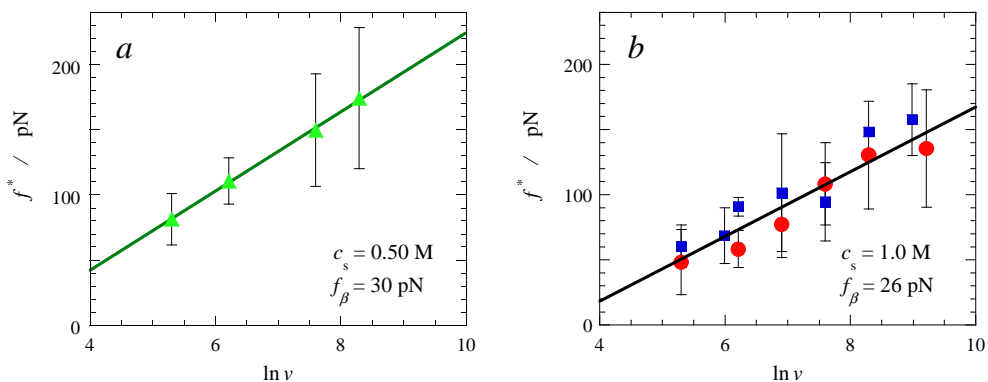 a
200
100
0
f* / pN
c_s = 0.50 M
f_β = 30 pN
4 6 8 10
ln v
b
200
100
0
f* / pN
c_s = 1.0 M
f_β = 26 pN
4 6 8 10
ln v